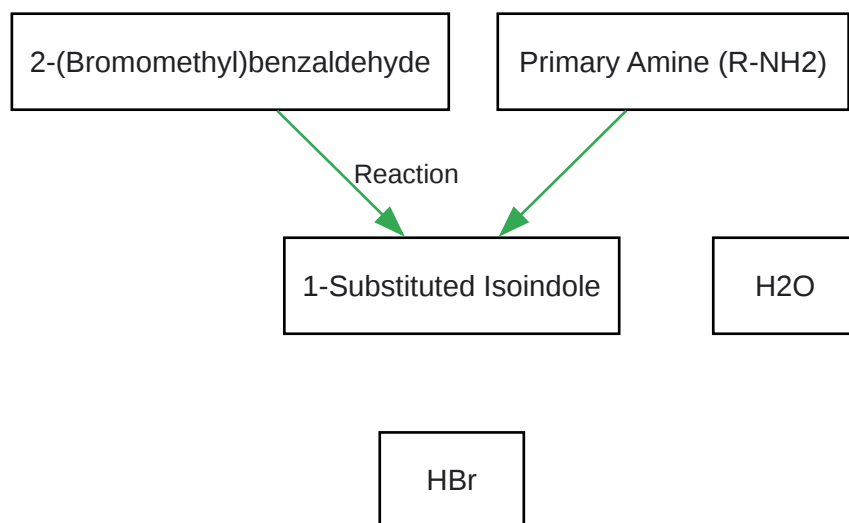 2-(Bromomethyl)benzaldehyde
Primary Amine (R-NH2)
Reaction
1-Substituted Isoindole
H2O
HBr